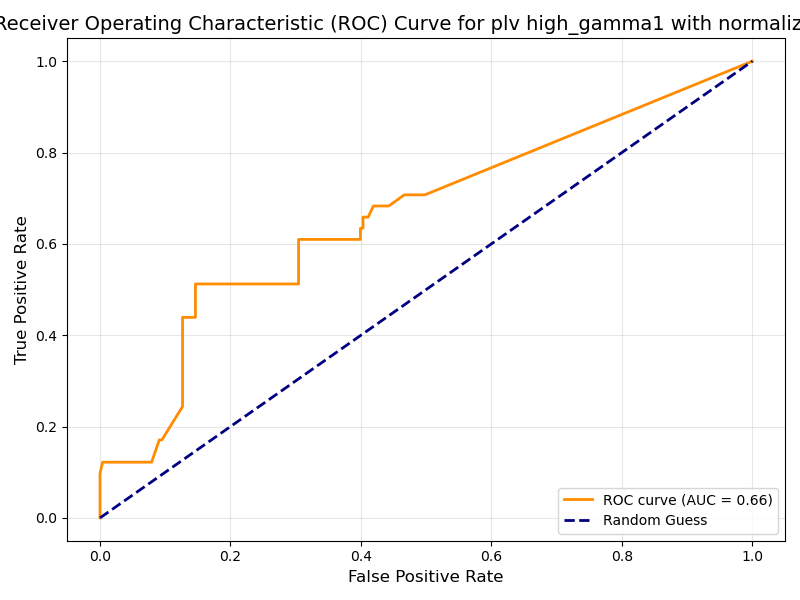 Receiver Operating Characteristic (ROC) Curve for plv high_gamma1 with normaliz
1.0
0.8
0.6
0.4
0.2
0.0
True Positive Rate
0.0 0.2 0.4 0.6 0.8 1.0
False Positive Rate
ROC curve (AUC = 0.66)
Random Guess